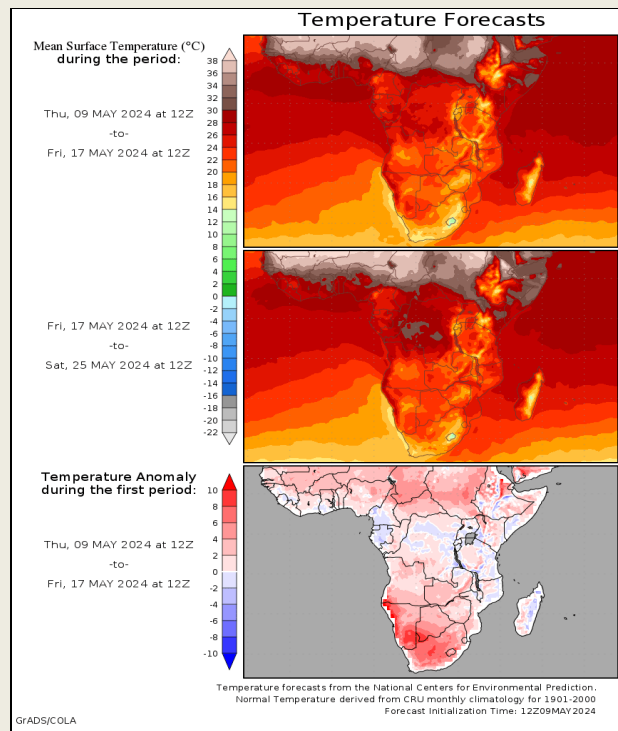 Temperature Forecasts
Mean Surface Temperature (°C)
during the period:
Thu, 09 MAY 2024 at 12Z
-to-
Fri, 17 MAY 2024 at 12Z
38
36
34
32
30
28
26
24
22
20
18
16
14
12
10
8
6
4
2
0
-2
-4
-6
-8
-10
-12
-14
-16
-18
-20
-22
Fri, 17 MAY 2024 at 12Z
-to-
Sat, 25 MAY 2024 at 12Z
Temperature Anomaly
during the first period:
Thu, 09 MAY 2024 at 12Z
-to-
Fri, 17 MAY 2024 at 12Z
10
8
6
4
2
0
-2
-4
-6
-8
-10
Temperature forecasts from the National Centers for Environmental Prediction.
Normal Temperature derived from CRU monthly climatology for 1901-2000
Forecast Initialization Time: 12Z09MAY2024
GrADS/COLA